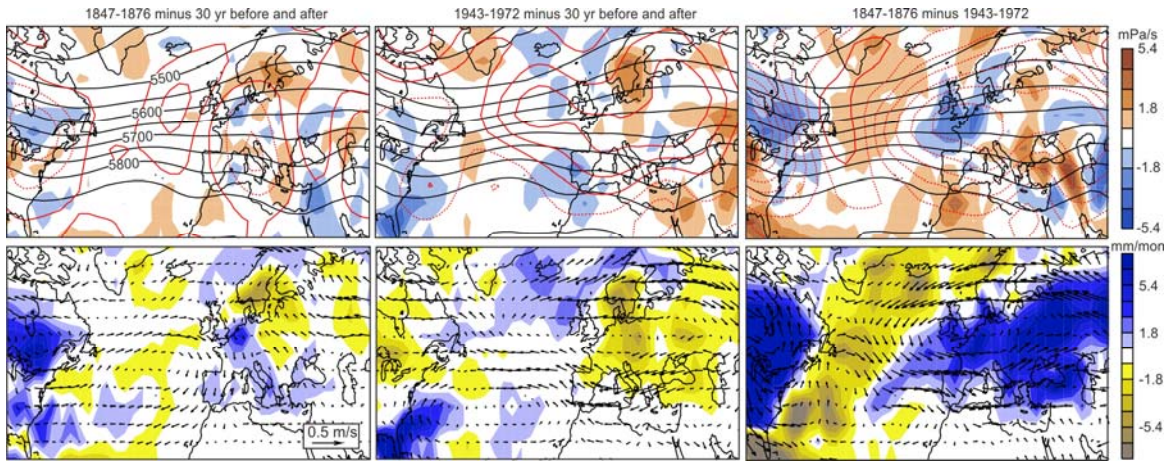 1847-1876 minus 30 yr before and after
1943-1972 minus 30 yr before and after
1847-1876 minus 1943-1972
mPa/s
5.4
1.8
-1.8
-5.4
5500
5600
5700
5800
mm/mon
5.4
1.8
-1.8
-5.4
0.5 m/s